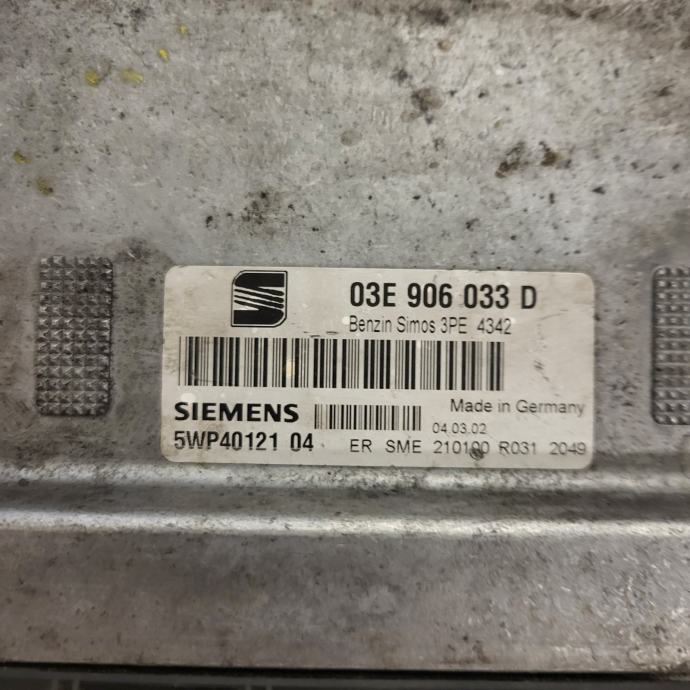 03E 906 033 D
Benzin Simos 3PE 4342
SIEMENS
Made in Germany
04.03.02
5WP40121 04
ER SME 210100 R031 2049